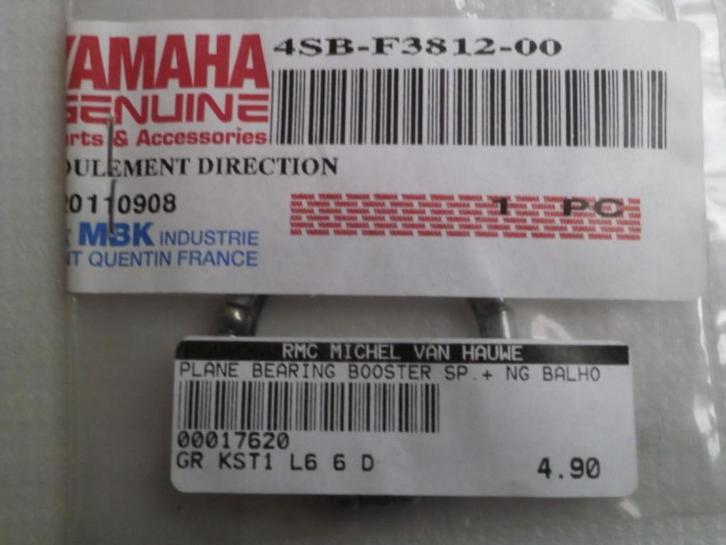 YAMAHA
GENUINE
Parts & Accessories
4SB-F3812-00
OULEMENT DIRECTION
20110908
1 PC
MBK INDUSTRIE
NT QUENTIN FRANCE
RMC MICHEL VAN HAUWE
PLANE BEARING BOOSTER SP.+ NG BALHO
00017620
GR KST1 L6 6 D
4.90